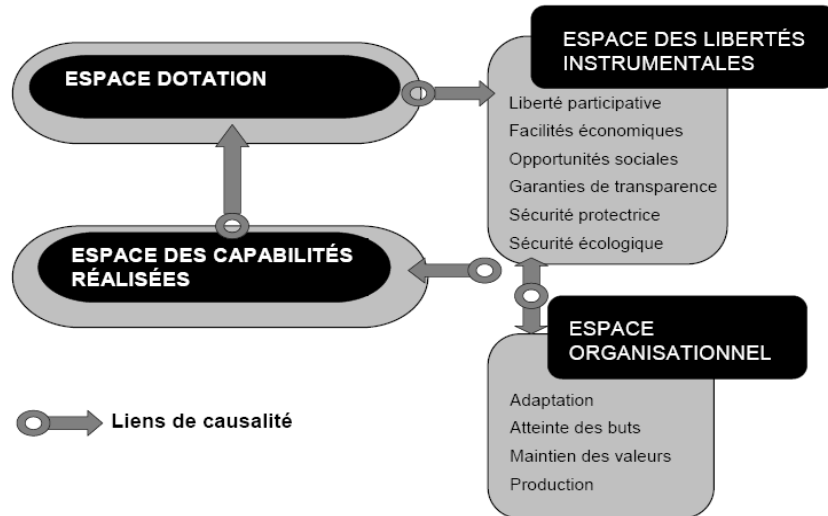 ESPACE DOTATION
ESPACE DES LIBERTÉS
INSTRUMENTALES
Liberté participative
Facilités économiques
Opportunités sociales
Garanties de transparence
Sécurité protectrice
Sécurité écologique
ESPACE DES CAPABILITÉS
RÉALISÉES
ESPACE
ORGANISATIONNEL
Adaptation
Atteinte des buts
Maintien des valeurs
Production
Liens de causalité